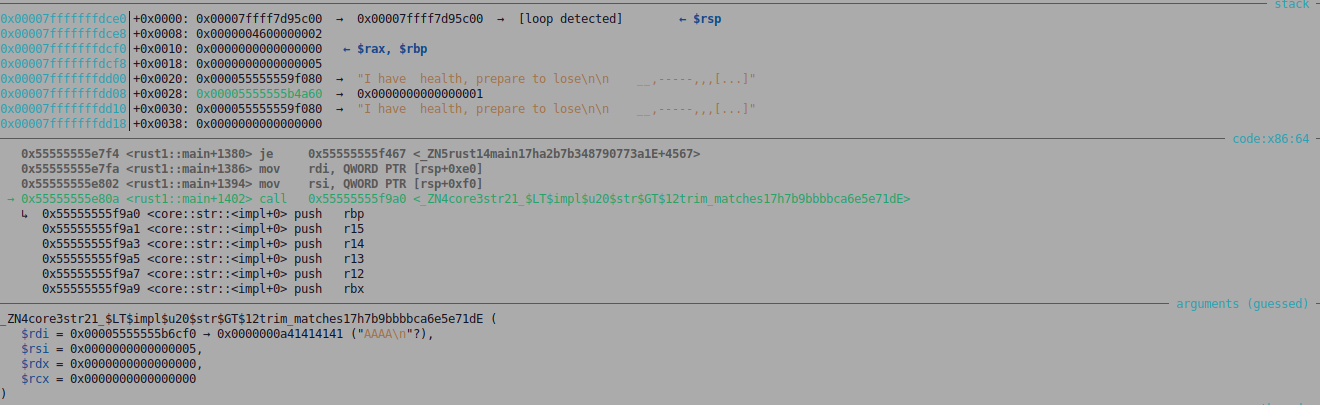 stack
0x00007fffffffdce0│+0x0000: 0x00007ffff7d95c00 → 0x00007ffff7d95c00 → [loop detected] ← $rsp
0x00007fffffffdce8│+0x0008: 0x0000004600000002
0x00007fffffffdcf0│+0x0010: 0x0000000000000000 ← $rax, $rbp
0x00007fffffffdcf8│+0x0018: 0x0000000000000005
0x00007fffffffdd00│+0x0020: 0x000055555559f080 → "I have  health, prepare to lose\n\n    __,-----,,,[...]"
0x00007fffffffdd08│+0x0028: 0x00005555555b4a60 → 0x0000000000000001
0x00007fffffffdd10│+0x0030: 0x000055555559f080 → "I have  health, prepare to lose\n\n    __,-----,,,[...]"
0x00007fffffffdd18│+0x0038: 0x0000000000000000
code:x86:64
0x55555555e7f4 <rust1::main+1380> je     0x55555555f467 <_ZN5rust14main17ha2b7b348790773a1E+4567>
0x55555555e7fa <rust1::main+1386> mov    rdi, QWORD PTR [rsp+0xe0]
0x55555555e802 <rust1::main+1394> mov    rsi, QWORD PTR [rsp+0xf0]
→ 0x55555555e80a <rust1::main+1402> call   0x55555555f9a0 <_ZN4core3str21_$LT$impl$u20$str$GT$12trim_matches17h7b9bbbbca6e5e71dE>
↳ 0x55555555f9a0 <core::str::<impl+0> push   rbp
0x55555555f9a1 <core::str::<impl+0> push   r15
0x55555555f9a3 <core::str::<impl+0> push   r14
0x55555555f9a5 <core::str::<impl+0> push   r13
0x55555555f9a7 <core::str::<impl+0> push   r12
0x55555555f9a9 <core::str::<impl+0> push   rbx
arguments (guessed)
_ZN4core3str21_$LT$impl$u20$str$GT$12trim_matches17h7b9bbbbca6e5e71dE (
$rdi = 0x00005555555b6cf0 → 0x0000000a41414141 ("AAAA\n"?),
$rsi = 0x0000000000000005,
$rdx = 0x0000000000000000,
$rcx = 0x0000000000000000
)